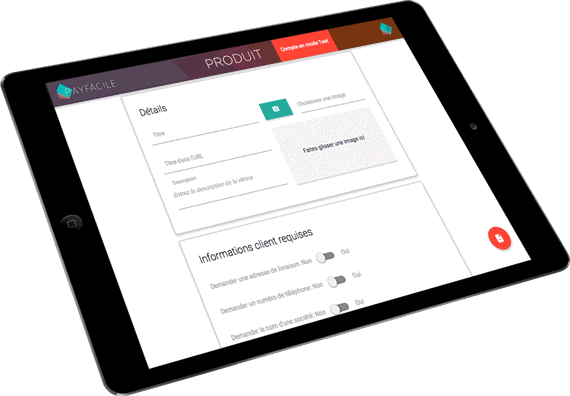 PAYFACILE
PRODUIT
Compte en mode Test
Détails
Titre
Choisissez une image
Titre dans l'URL
Faites glisser une image ici
Description
Entrez la description de la vitrine
Informations client requises
Demander une adresse de livraison: Non Oui
Demander un numéro de téléphone: Non Oui
Demander le nom d'une société: Non Oui